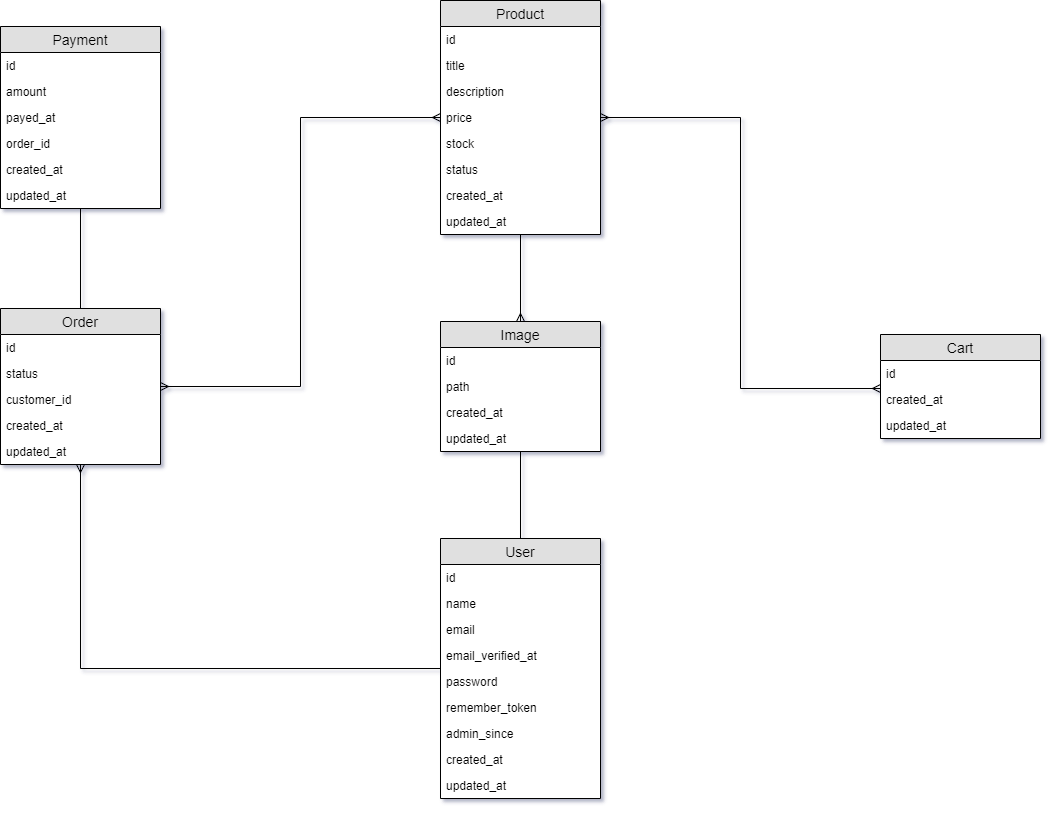 Payment
id
amount
payed_at
order_id
created_at
updated_at
Product
id
title
description
price
stock
status
created_at
updated_at
Order
id
status
customer_id
created_at
updated_at
Image
id
path
created_at
updated_at
Cart
id
created_at
updated_at
User
id
name
email
email_verified_at
password
remember_token
admin_since
created_at
updated_at